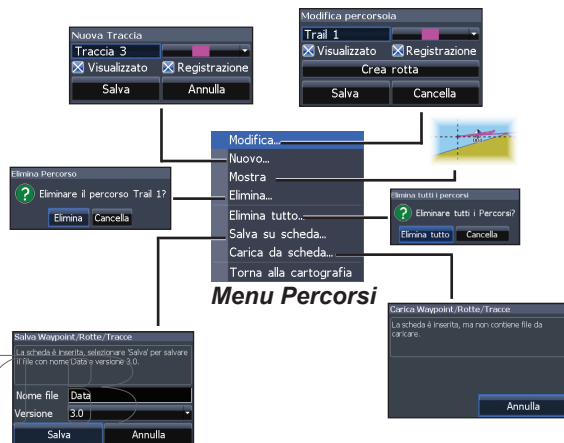 Nuova Traccia
Traccia 3
Visualizzato Registrazione
Salva Annulla
Modifica percorsoia
Trail 1
Visualizzato Registrazione
Crea rotta
Salva Cancella
Modifica...
Nuovo...
Mostra
Elimina...
Elimina tutto...
Salva su scheda...
Carica da scheda...
Torna alla cartografia
Menu Percorsi
Elimina Percorso
Eliminare il percorso Trail 1?
Elimina Cancella
Elimina tutti i percorsi
Eliminare tutti i Percorsi?
Elimina tutto Cancella
Salva Waypoint/Rotte/Tracce
La scheda è inserita, selezionare 'Salva' per salvare
il file con nome Data e versione 3.0.
Nome file Data
Versione 3.0
Salva Annulla
Carica Waypoint/Rotte/Tracce
La scheda è inserita, ma non contiene file da
caricare.
Annulla